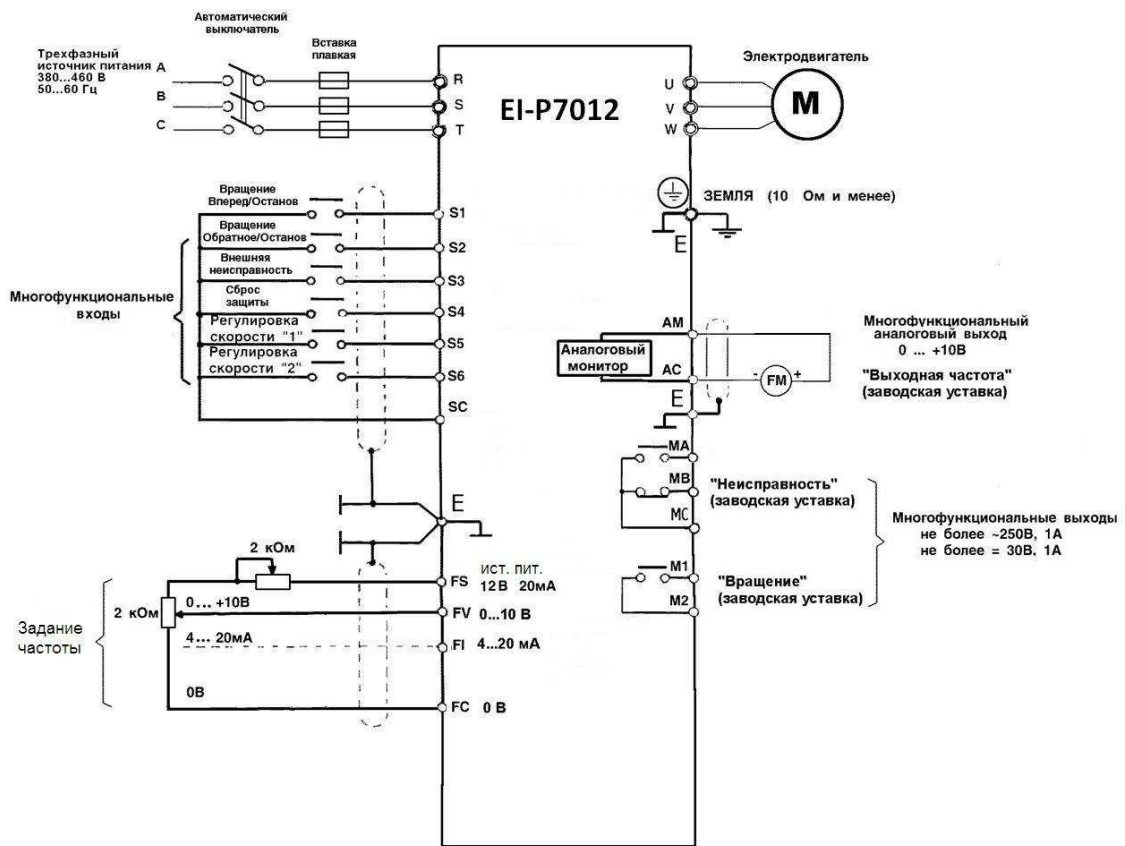 Автоматический
выключатель
Вставка
плавкая
Трехфазный
источник питания
380...460 В
50...60 Гц
A
B
C
R
S
T
EI-P7012
U
V
W
Электродвигатель
M
ЗЕМЛЯ (10 Ом и менее)
E
Вращение
Вперед/Останов
S1
Вращение
Обратное/Останов
S2
Внешняя
неисправность
S3
Сброс
защиты
S4
Регулировка
скорости "1"
S5
Регулировка
скорости "2"
S6
SC
Многофункциональные
входы
E
AM
Аналоговый
монитор
AC
E
- FM +
Многофункциональный
аналоговый выход
0 ... +10В
"Выходная частота"
(заводская уставка)
MA
MB
MC
"Неисправность"
(заводская уставка)
M1
M2
"Вращение"
(заводская уставка)
Многофункциональные выходы
не более ~250В, 1А
не более = 30В, 1А
2 кОм
FS
ИСТ. ПИТ.
12В 20мА
2 кОм
0... +10В
FV 0...10 В
4... 20мА
FI 4...20 мА
0В
FC 0 В
Задание
частоты